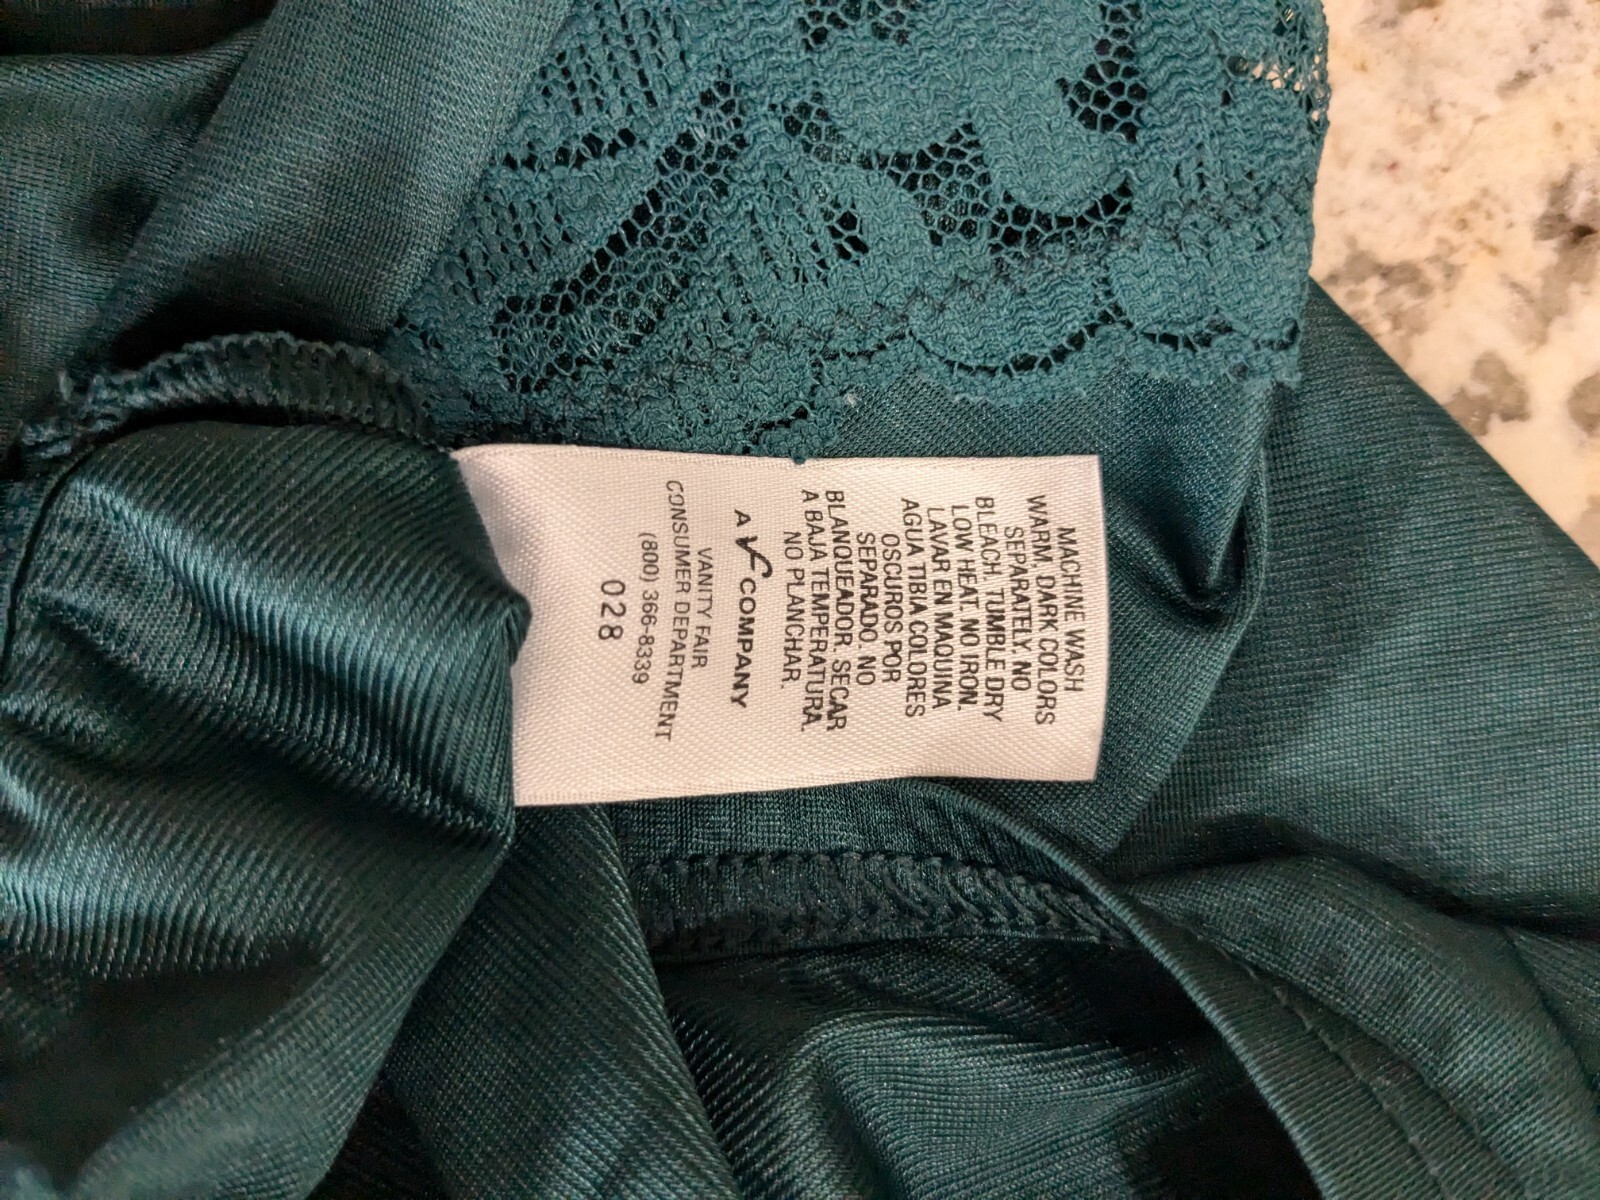 MACHINE WASH
WARM. DARK COLORS
SEPARATELY. NO
BLEACH. TUMBLE DRY
LOW HEAT. NO IRON.
LAVAR EN MAQUINA
AGUA TIBIA COLORES
OSCUROS POR
SEPARADO. NO
BLANQUEADOR. SECAR
A BAJA TEMPERATURA.
NO PLANCHAR.
A VF COMPANY
VANITY FAIR
CONSUMER DEPARTMENT
(800) 366-8339
028